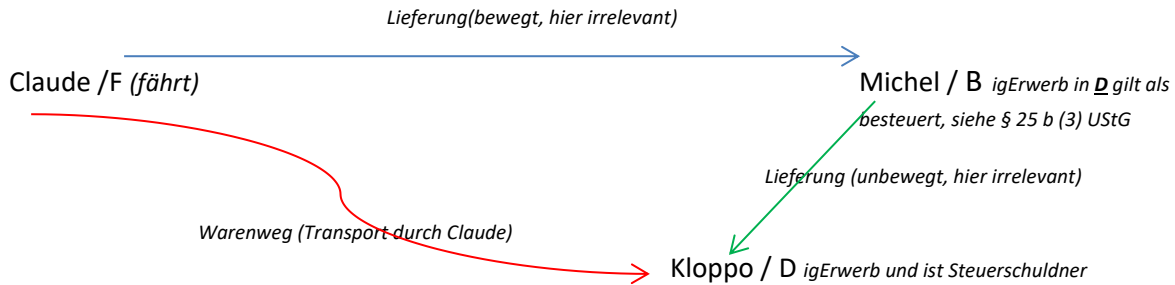 Lieferung(bewegt, hier irrelevant)
Claude /F (fährt)
Michel / B igErwerb in D gilt als
besteuert, siehe § 25 b (3) UStG
Lieferung (unbewegt, hier irrelevant)
Warenweg (Transport durch Claude)
Kloppo / D igErwerb und ist Steuerschuldner